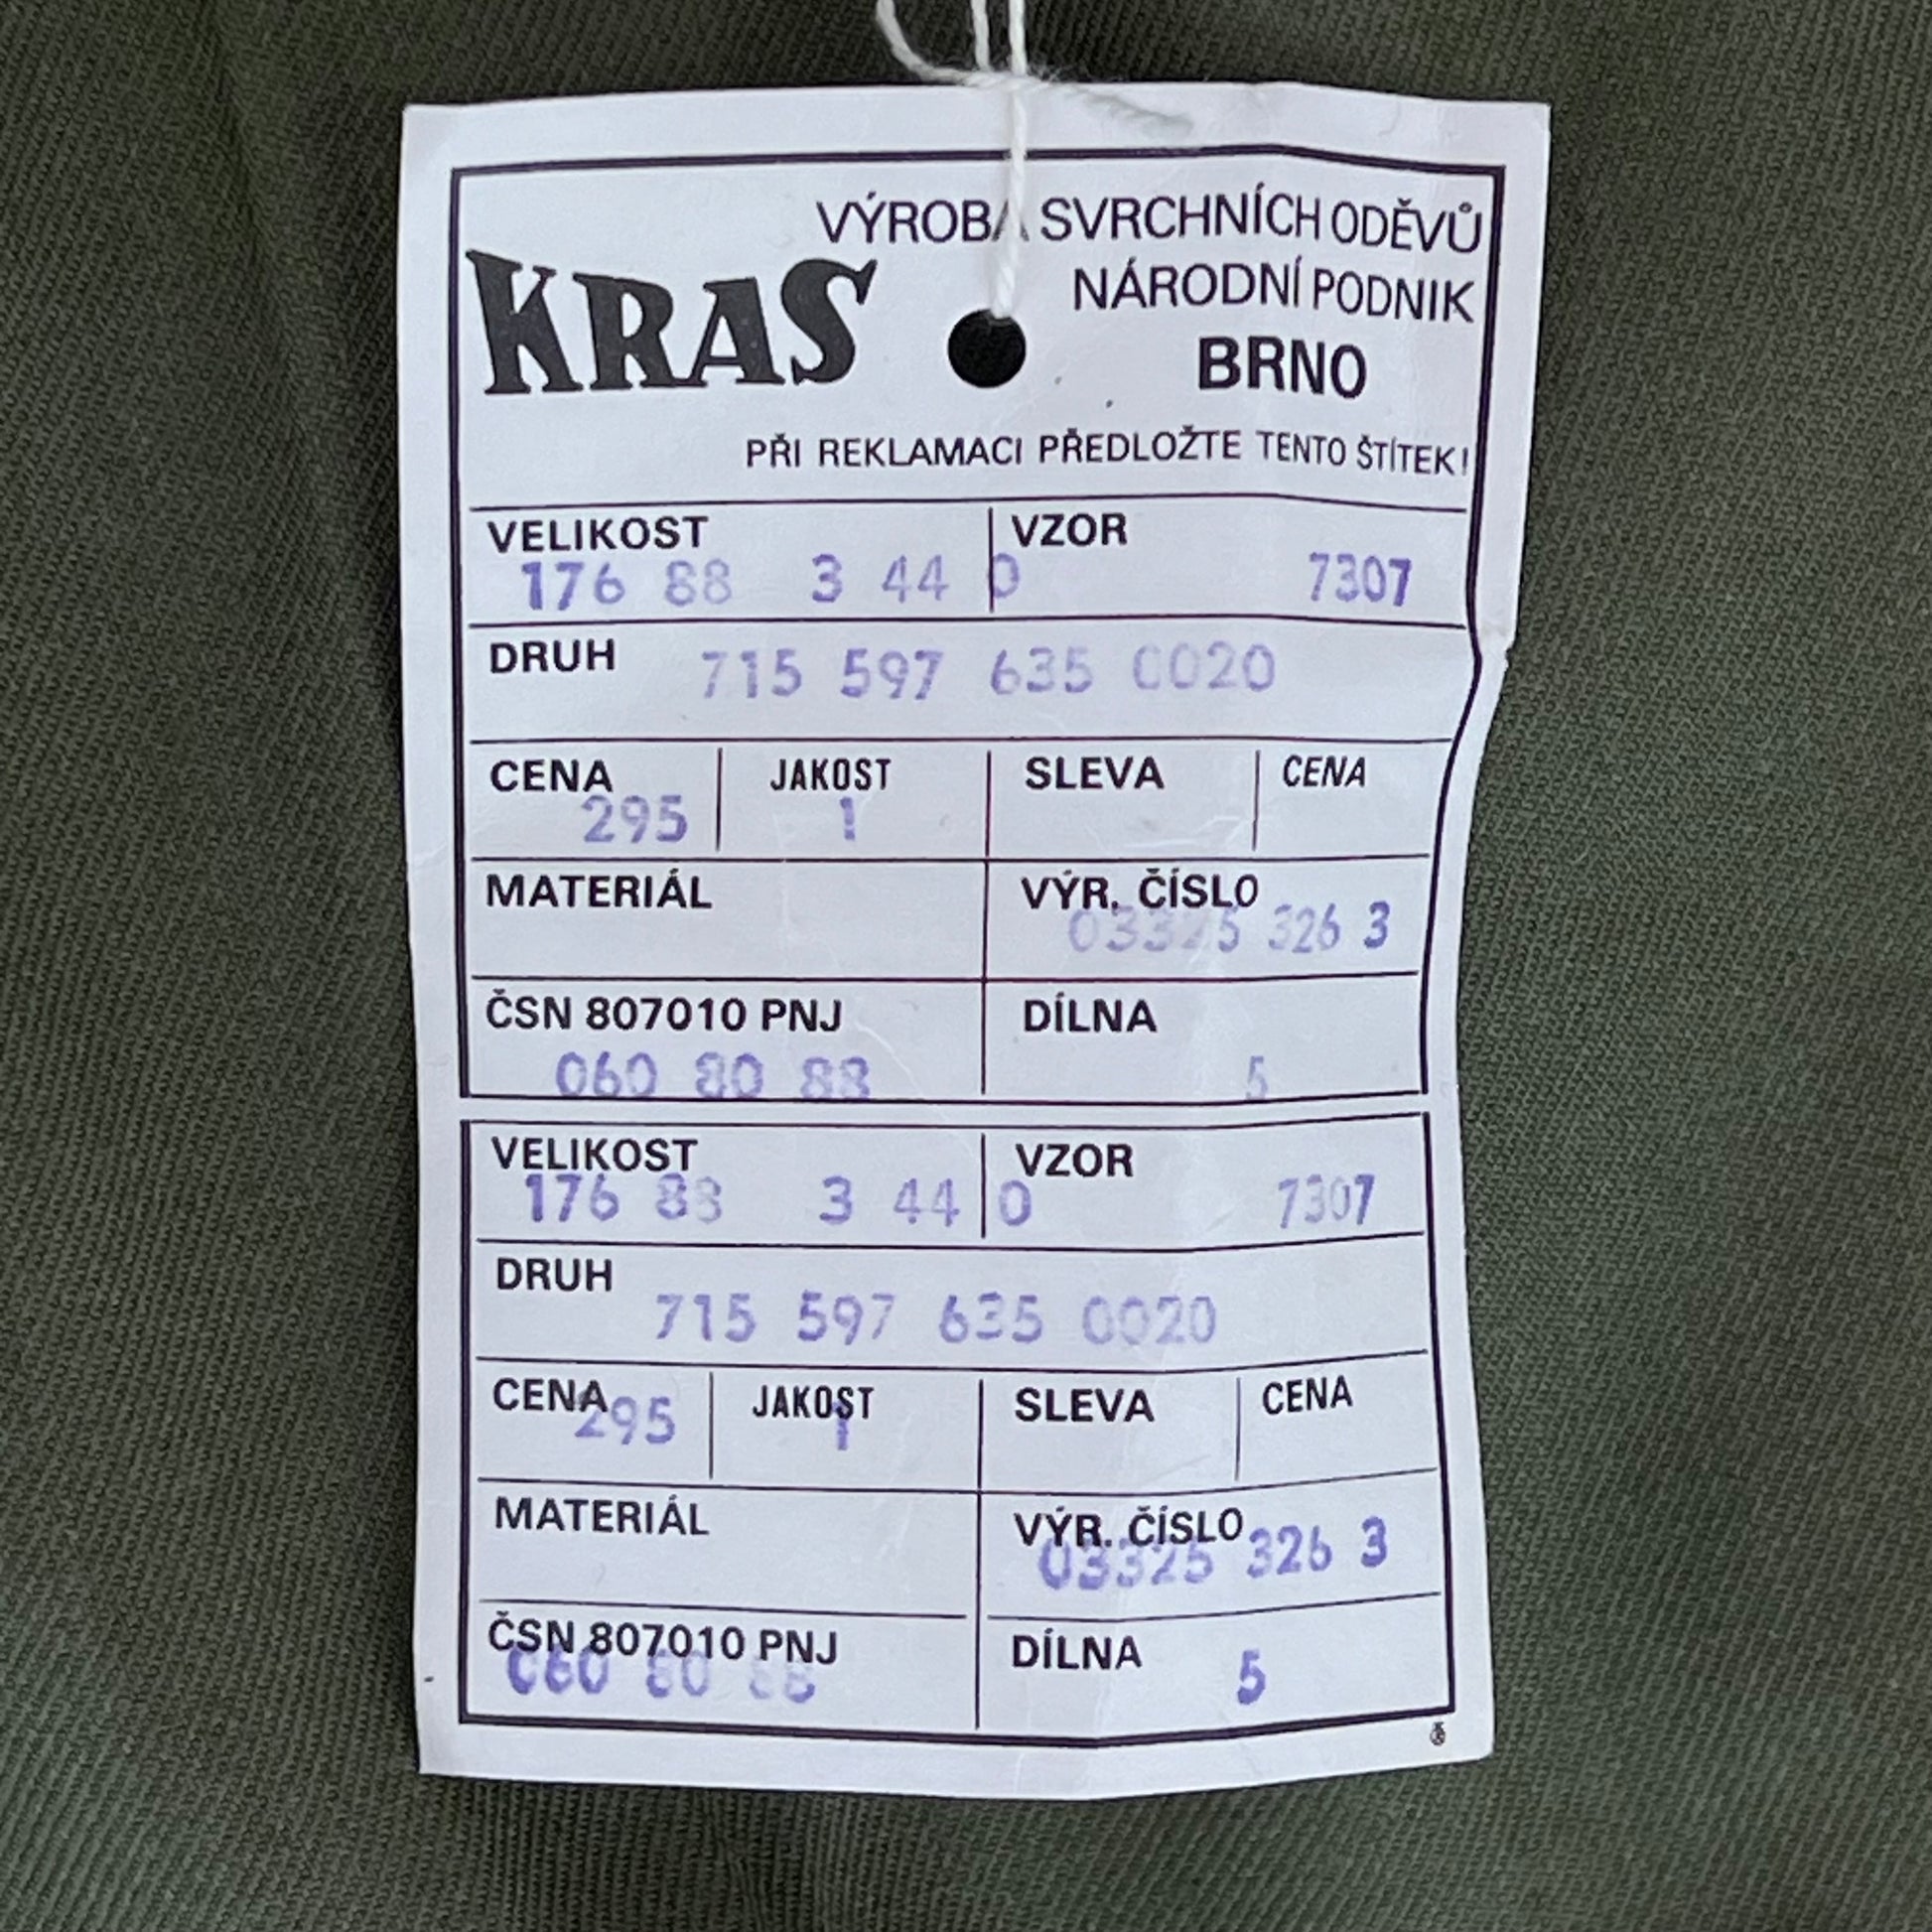 VÝROBA SVRCHNÍCH ODĚVŮ
KRAS
NÁRODNÍ PODNIK
BRNO
PŘI REKLAMACI PŘEDLOŽTE TENTO ŠTÍTEK!
VELIKOST VZOR
176 88 3 44 0 7307
DRUH 715 597 635 0020
CENA JAKOST SLEVA CENA
295 1
MATERIÁL VÝR. ČÍSLO
03325 326 3
ČSN 807010 PNJ DÍLNA
060 80 88 5
VELIKOST VZOR
176 88 3 44 0 7307
DRUH
715 597 635 0020
CENA JAKOST SLEVA CENA
295 1
MATERIÁL VÝR. ČÍSLO
03325 326 3
ČSN 807010 PNJ DÍLNA
060 80 88 5